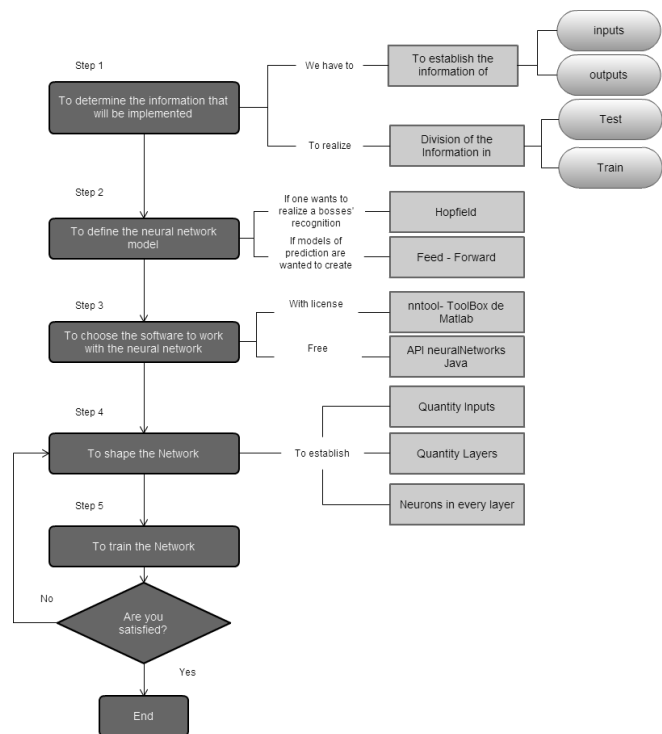 Step 1
To determine the information that
will be implemented
We have to
To establish the
information of
inputs
outputs
To realize
Division of the
Information in
Test
Train
Step 2
To define the neural network
model
If one wants to
realize a bosses'
recognition
Hopfield
If models of
prediction are
wanted to create
Feed - Forward
Step 3
To choose the software to work
with the neural network
With license
nntool- ToolBox de
Matlab
Free
API neuralNetworks
Java
Step 4
To shape the Network
To establish
Quantity Inputs
Quantity Layers
Neurons in every layer
Step 5
To train the Network
No
Are you
satisfied?
Yes
End